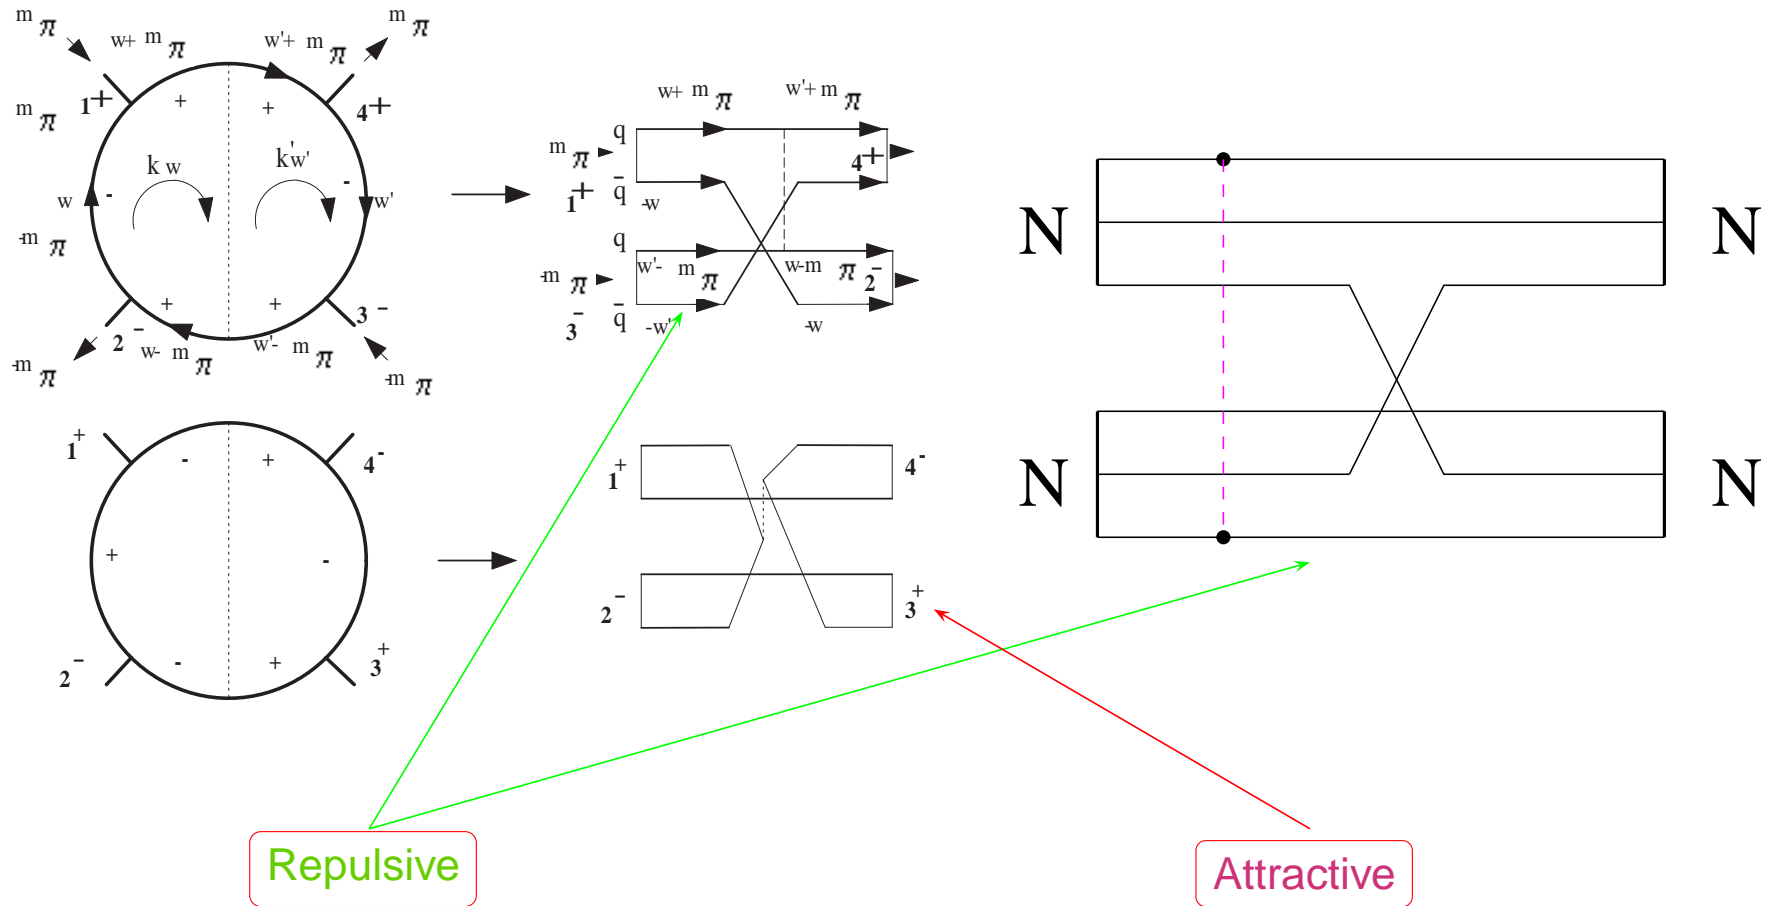 m π
m π
w+ m π
w'+ m π
1+
+
+
4+
m π
k w
k' w'
w
-
-
w'
-m π
+
+
2-
3-
w- m π
w'- m π
-m π
-m π
w+ m π
w'+ m π
q
m π
4+
1+
q̄
-w
q
w'- m π
w-m π
2-
-m π
3-
q̄
-w'
-w
N
N
N
N
1+
-
+
4-
+
-
2-
-
+
3+
1+
4-
2-
3+
Repulsive
Attractive